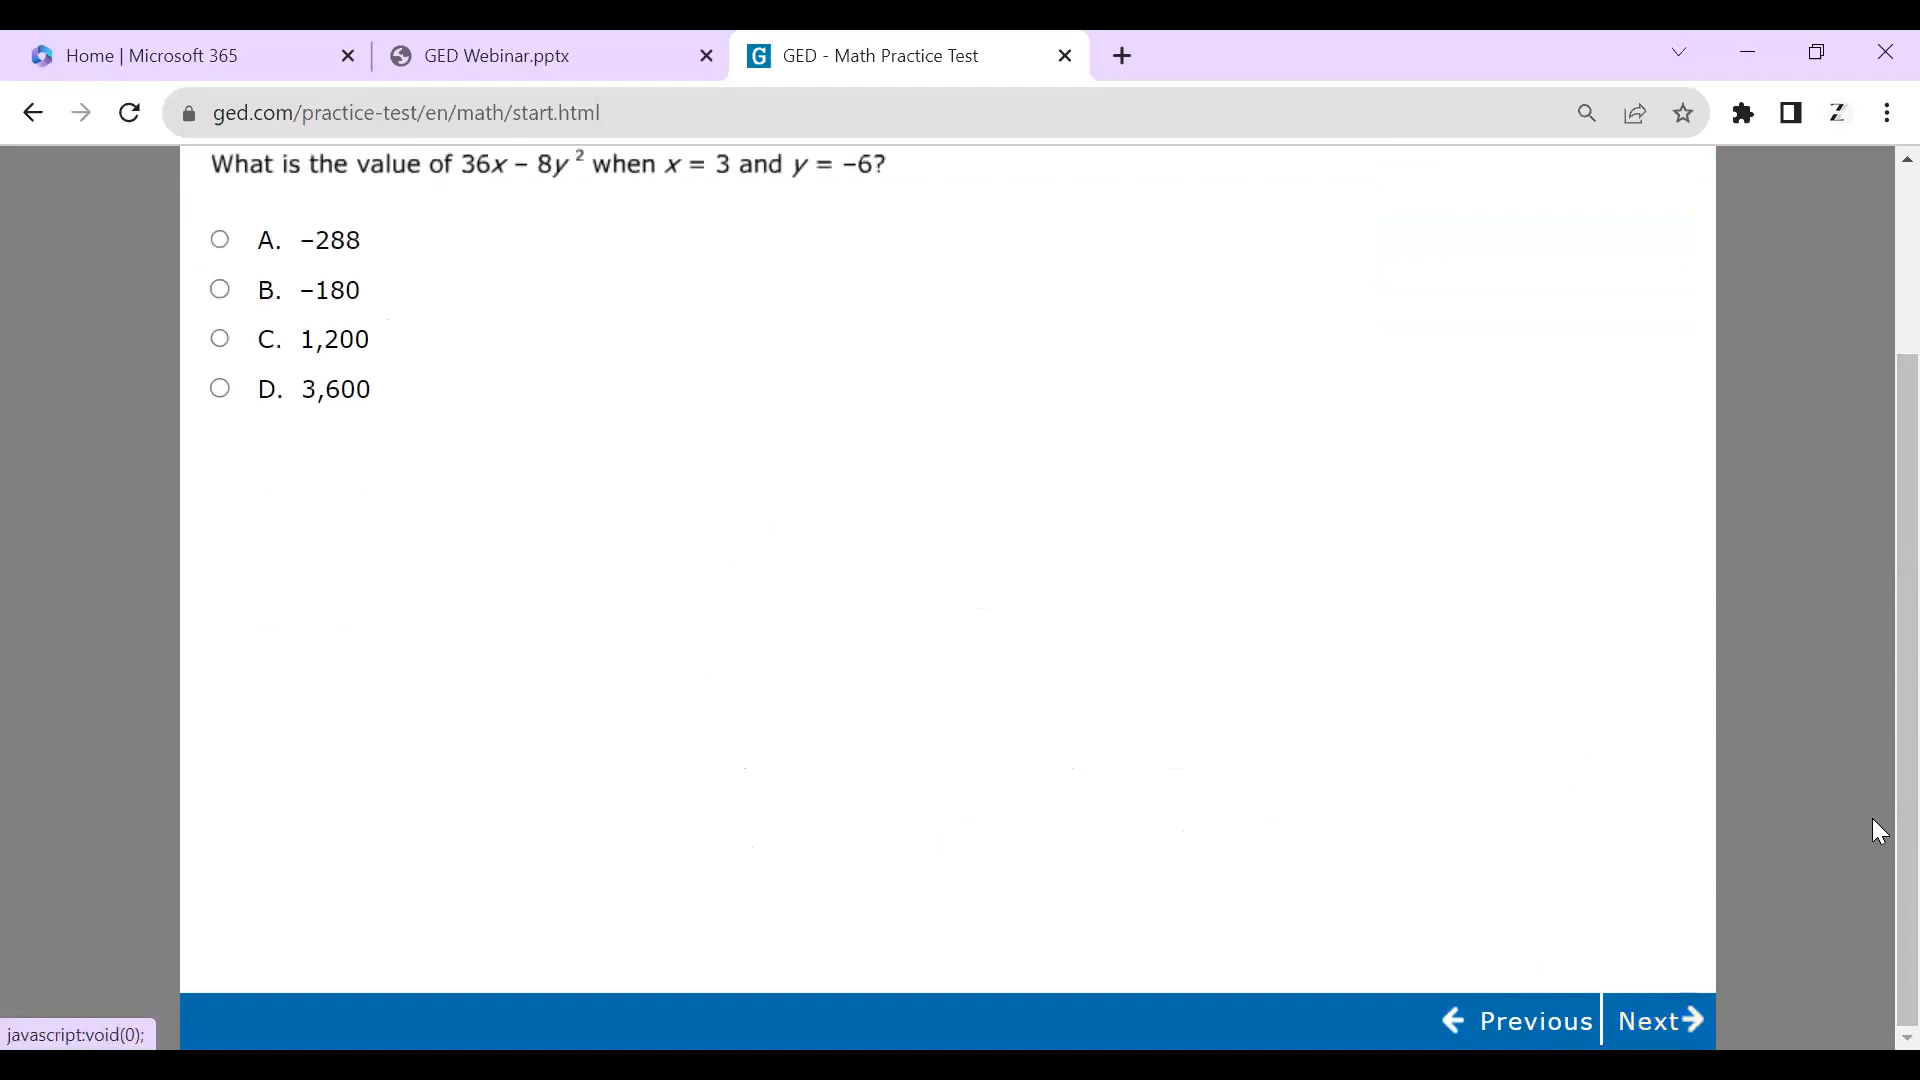 Home | Microsoft 365
GED Webinar.pptx
GED - Math Practice Test
ged.com/practice-test/en/math/start.html
What is the value of 36x – 8y² when x = 3 and y = –6?
A. –288
B. –180
C. 1,200
D. 3,600
Previous
Next
javascript:void(0);